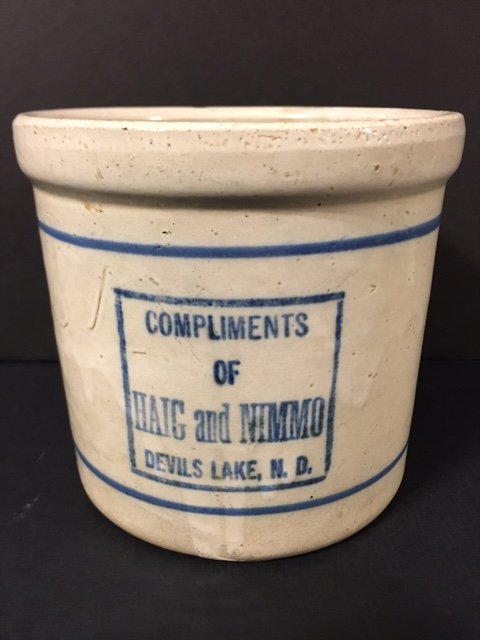 COMPLIMENTS
OF
HAIG and NIMMO
DEVILS LAKE, N. D.